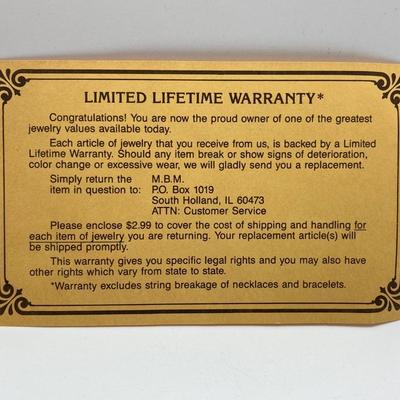 LIMITED LIFETIME WARRANTY*
Congratulations! You are now the proud owner of one of the greatest
jewelry values available today.
Each article of jewelry that you receive from us, is backed by a Limited
Lifetime Warranty. Should any item break or show signs of deterioration,
color change or excessive wear, we will gladly send you a replacement.
Simply return the M.B.M.
item in question to: P.O. Box 1019
South Holland, IL 60473
ATTN: Customer Service
Please enclose $2.99 to cover the cost of shipping and handling for
each item of jewelry you are returning. Your replacement article(s) will
be shipped promptly.
This warranty gives you specific legal rights and you may also have
other rights which vary from state to state.
*Warranty excludes string breakage of necklaces and bracelets.